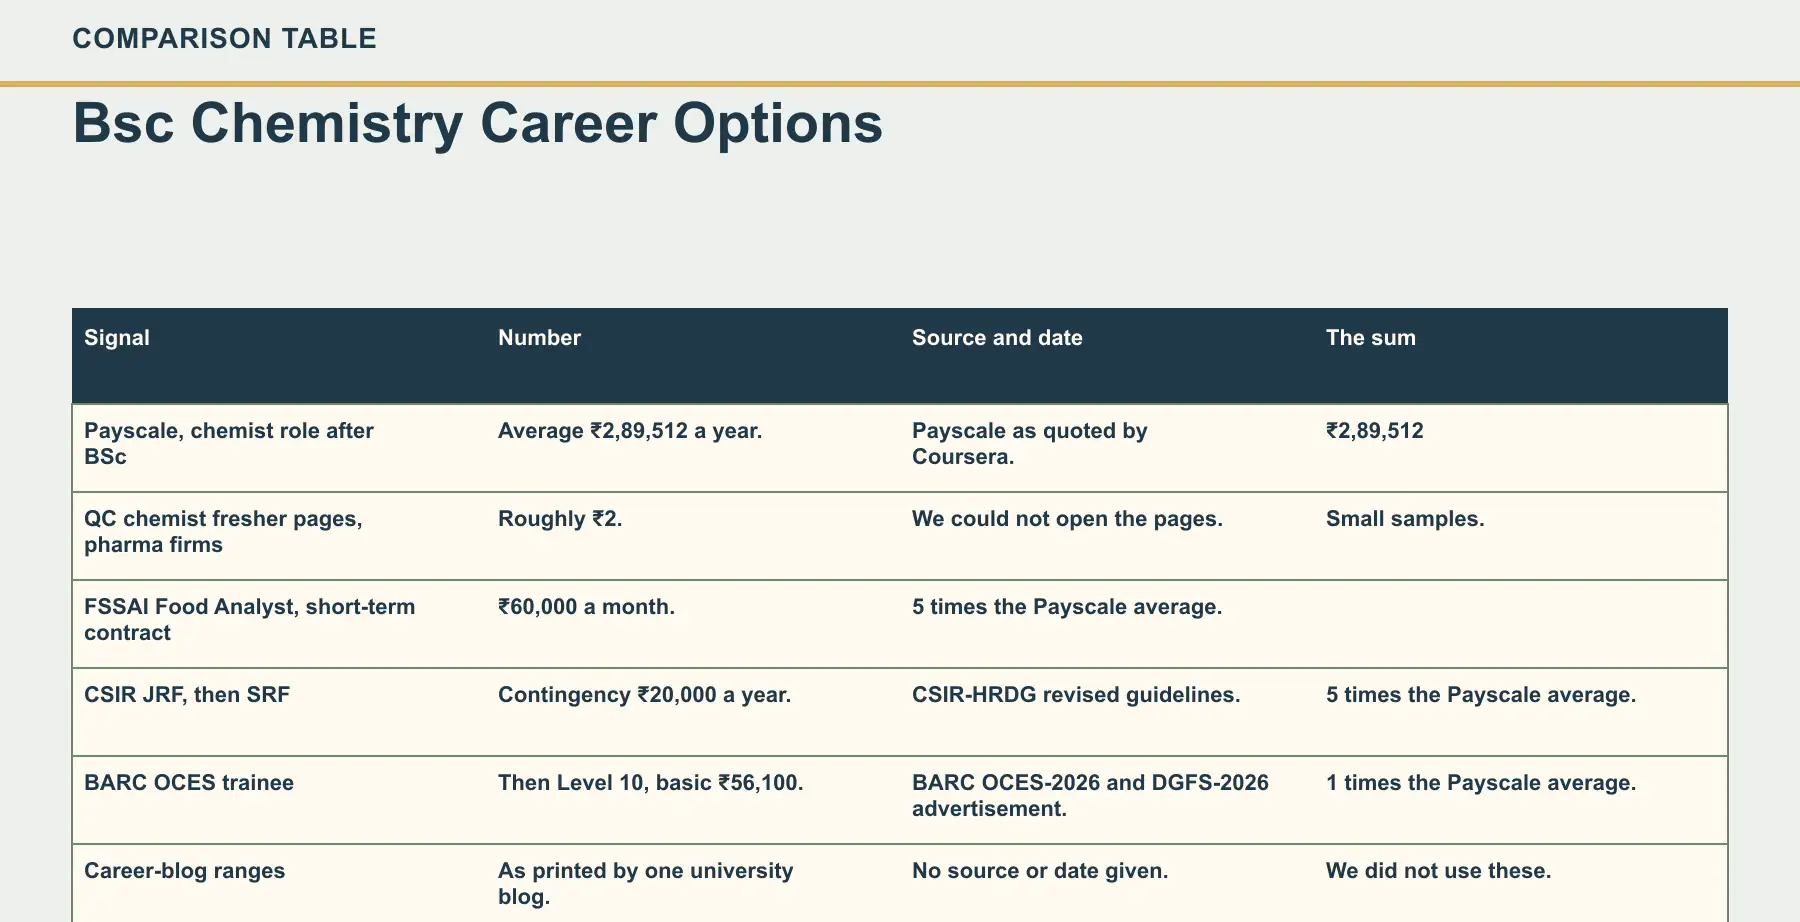 COMPARISON TABLE
Bsc Chemistry Career Options
Signal Number Source and date The sum
Payscale, chemist role after Average ₹2,89,512 a year. Payscale as quoted by ₹2,89,512
BSc Coursera.
QC chemist fresher pages, Roughly ₹2. We could not open the pages. Small samples.
pharma firms
FSSAI Food Analyst, short-term ₹60,000 a month. 5 times the Payscale average.
contract
CSIR JRF, then SRF Contingency ₹20,000 a year. CSIR-HRDG revised guidelines. 5 times the Payscale average.
BARC OCES trainee Then Level 10, basic ₹56,100. BARC OCES-2026 and DGFS-2026 1 times the Payscale average.
advertisement.
Career-blog ranges As printed by one university No source or date given. We did not use these.
blog.